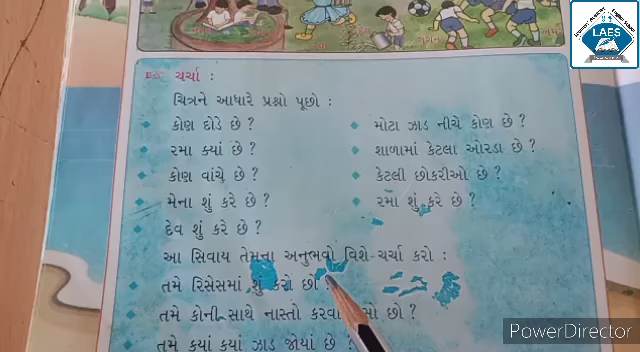 LAES
ચર્ચા :
ચિત્રને આધારે પ્રશ્નો પૂછો :
કોણ દોડે છે ?
મોટા ઝાડ નીચે કોણ છે ?
રમા ક્યાં છે ?
શાળામાં કેટલા ઓરડા છે ?
કોણ વાંચે છે ?
કેટલી છોકરીઓ છે ?
મેના શું કરે છે ?
રમા શું કરે છે ?
દેવ શું કરે છે ?
આ સિવાય તેમના અનુભવો વિશે ચર્ચા કરો :
તમે રિસેસમાં શું કરો છો ?
તમે કોની સાથે નાસ્તો કરવા છો ?
તમે ક્યાં ક્યાં ઝાડ જોયાં છે ?
PowerDirector